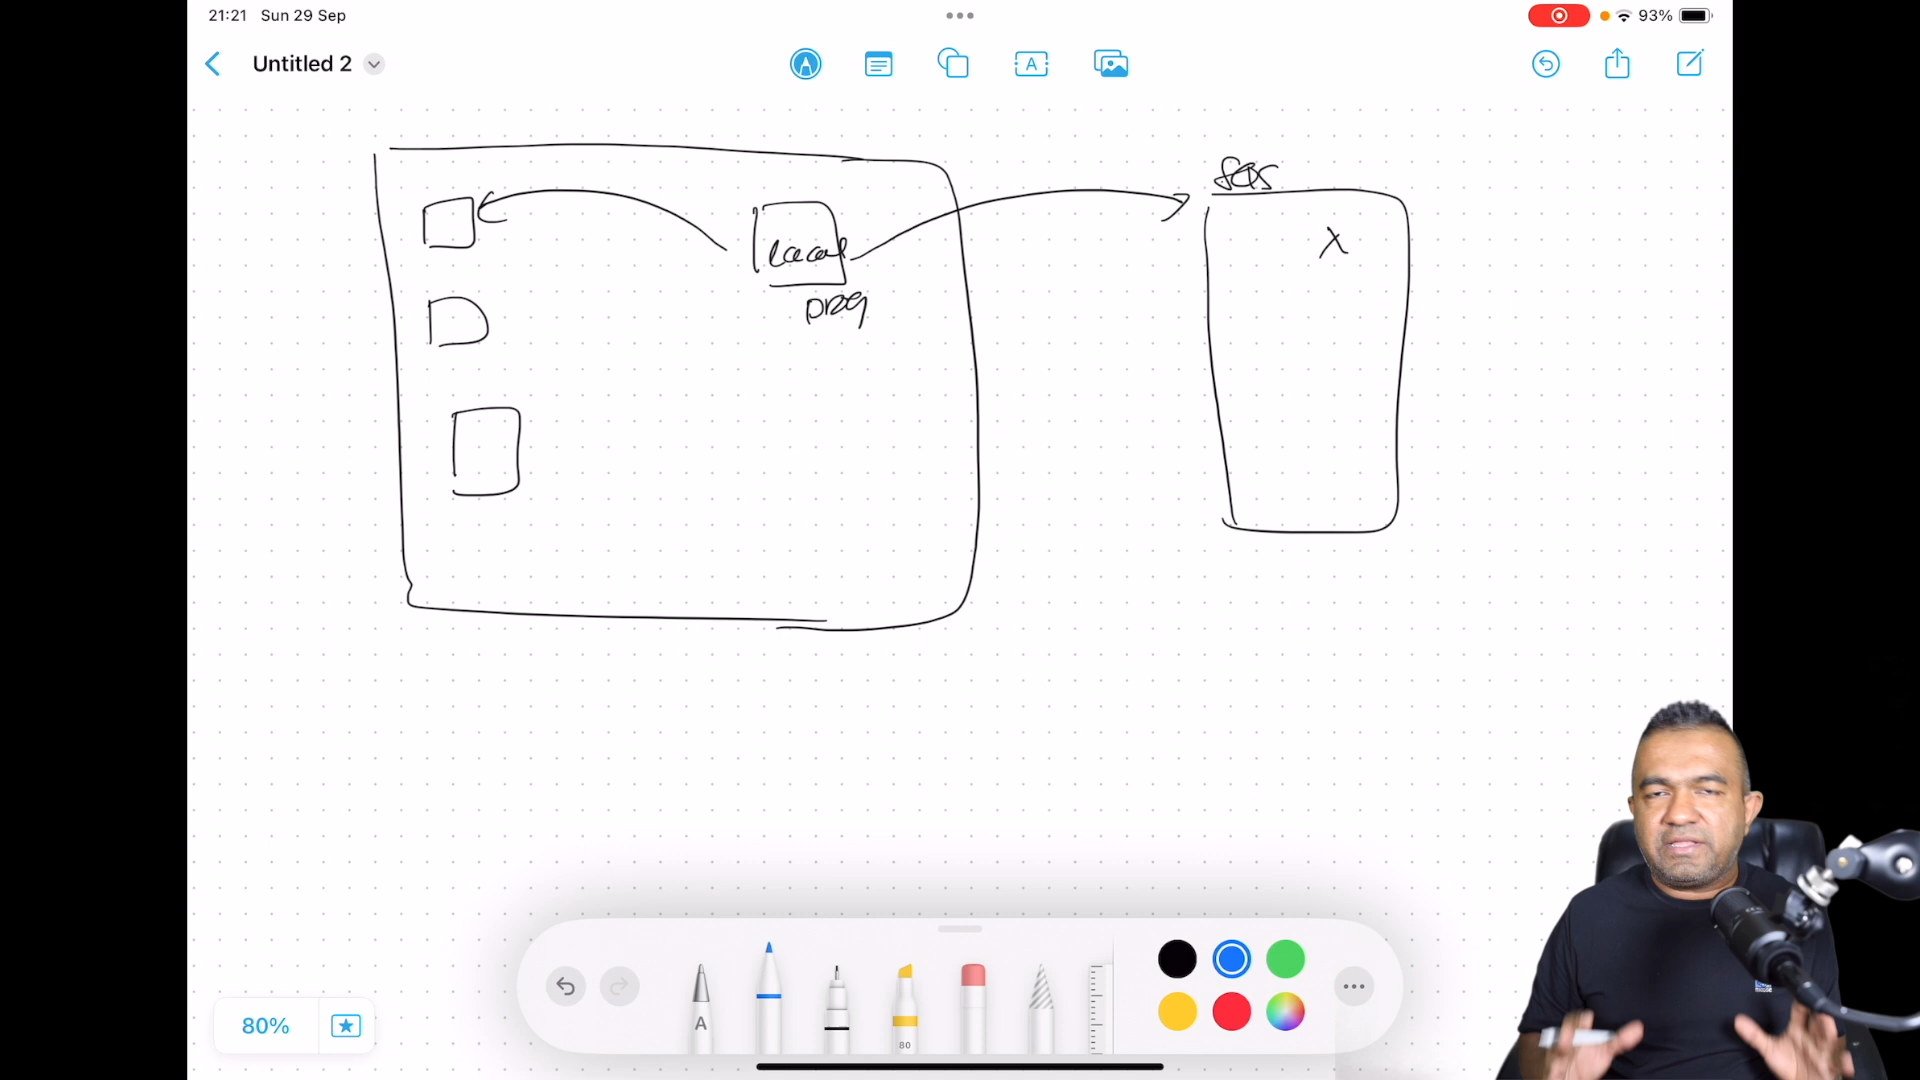 21:21 Sun 29 Sep
93%
Untitled 2
A
local
prog
X
A
80
80%